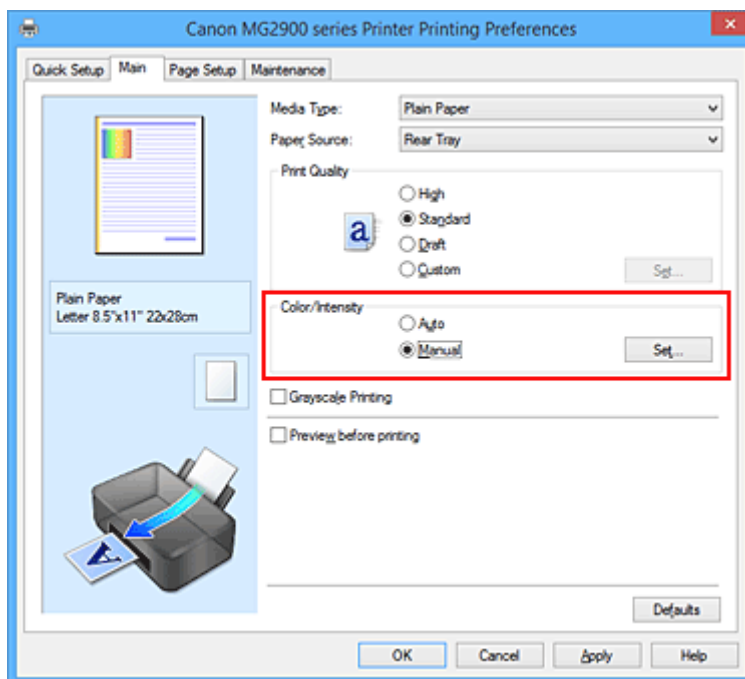 Canon MG2900 series Printer Printing Preferences
Quick Setup Main Page Setup Maintenance
Media Type: Plain Paper
Paper Source: Rear Tray
Print Quality
High
a Standard
Draft
Custom Set...
Plain Paper
Letter 8.5"x11" 22x28cm
Color/Intensity
Auto
Manual Set...
Grayscale Printing
Preview before printing
A
Defaults
OK Cancel Apply Help